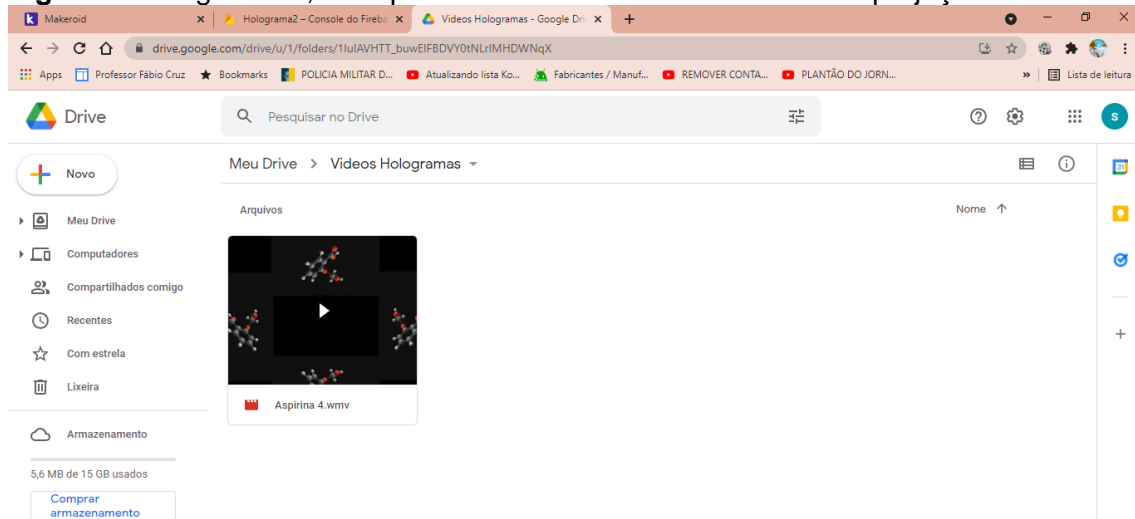 Makeroid
Holograma2 – Console do Fireba
Videos Hologramas - Google Dri
drive.google.com/drive/u/1/folders/1IuIAVHTT_buwEIFBDVY0tNLrIMHDWNqX
Apps Professor Fábio Cruz Bookmarks POLICIA MILITAR D... Atualizando lista Ko... Fabricantes / Manuf... REMOVER CONTA... PLANTÃO DO JORN... » Lista de leitura
Drive
Pesquisar no Drive
S
Novo
Meu Drive > Videos Hologramas
31
Arquivos
Nome
Meu Drive
Computadores
Compartilhados comigo
Recentes
Com estrela
Lixeira
Aspirina 4.wmv
Armazenamento
5,6 MB de 15 GB usados
Comprar
armazenamento